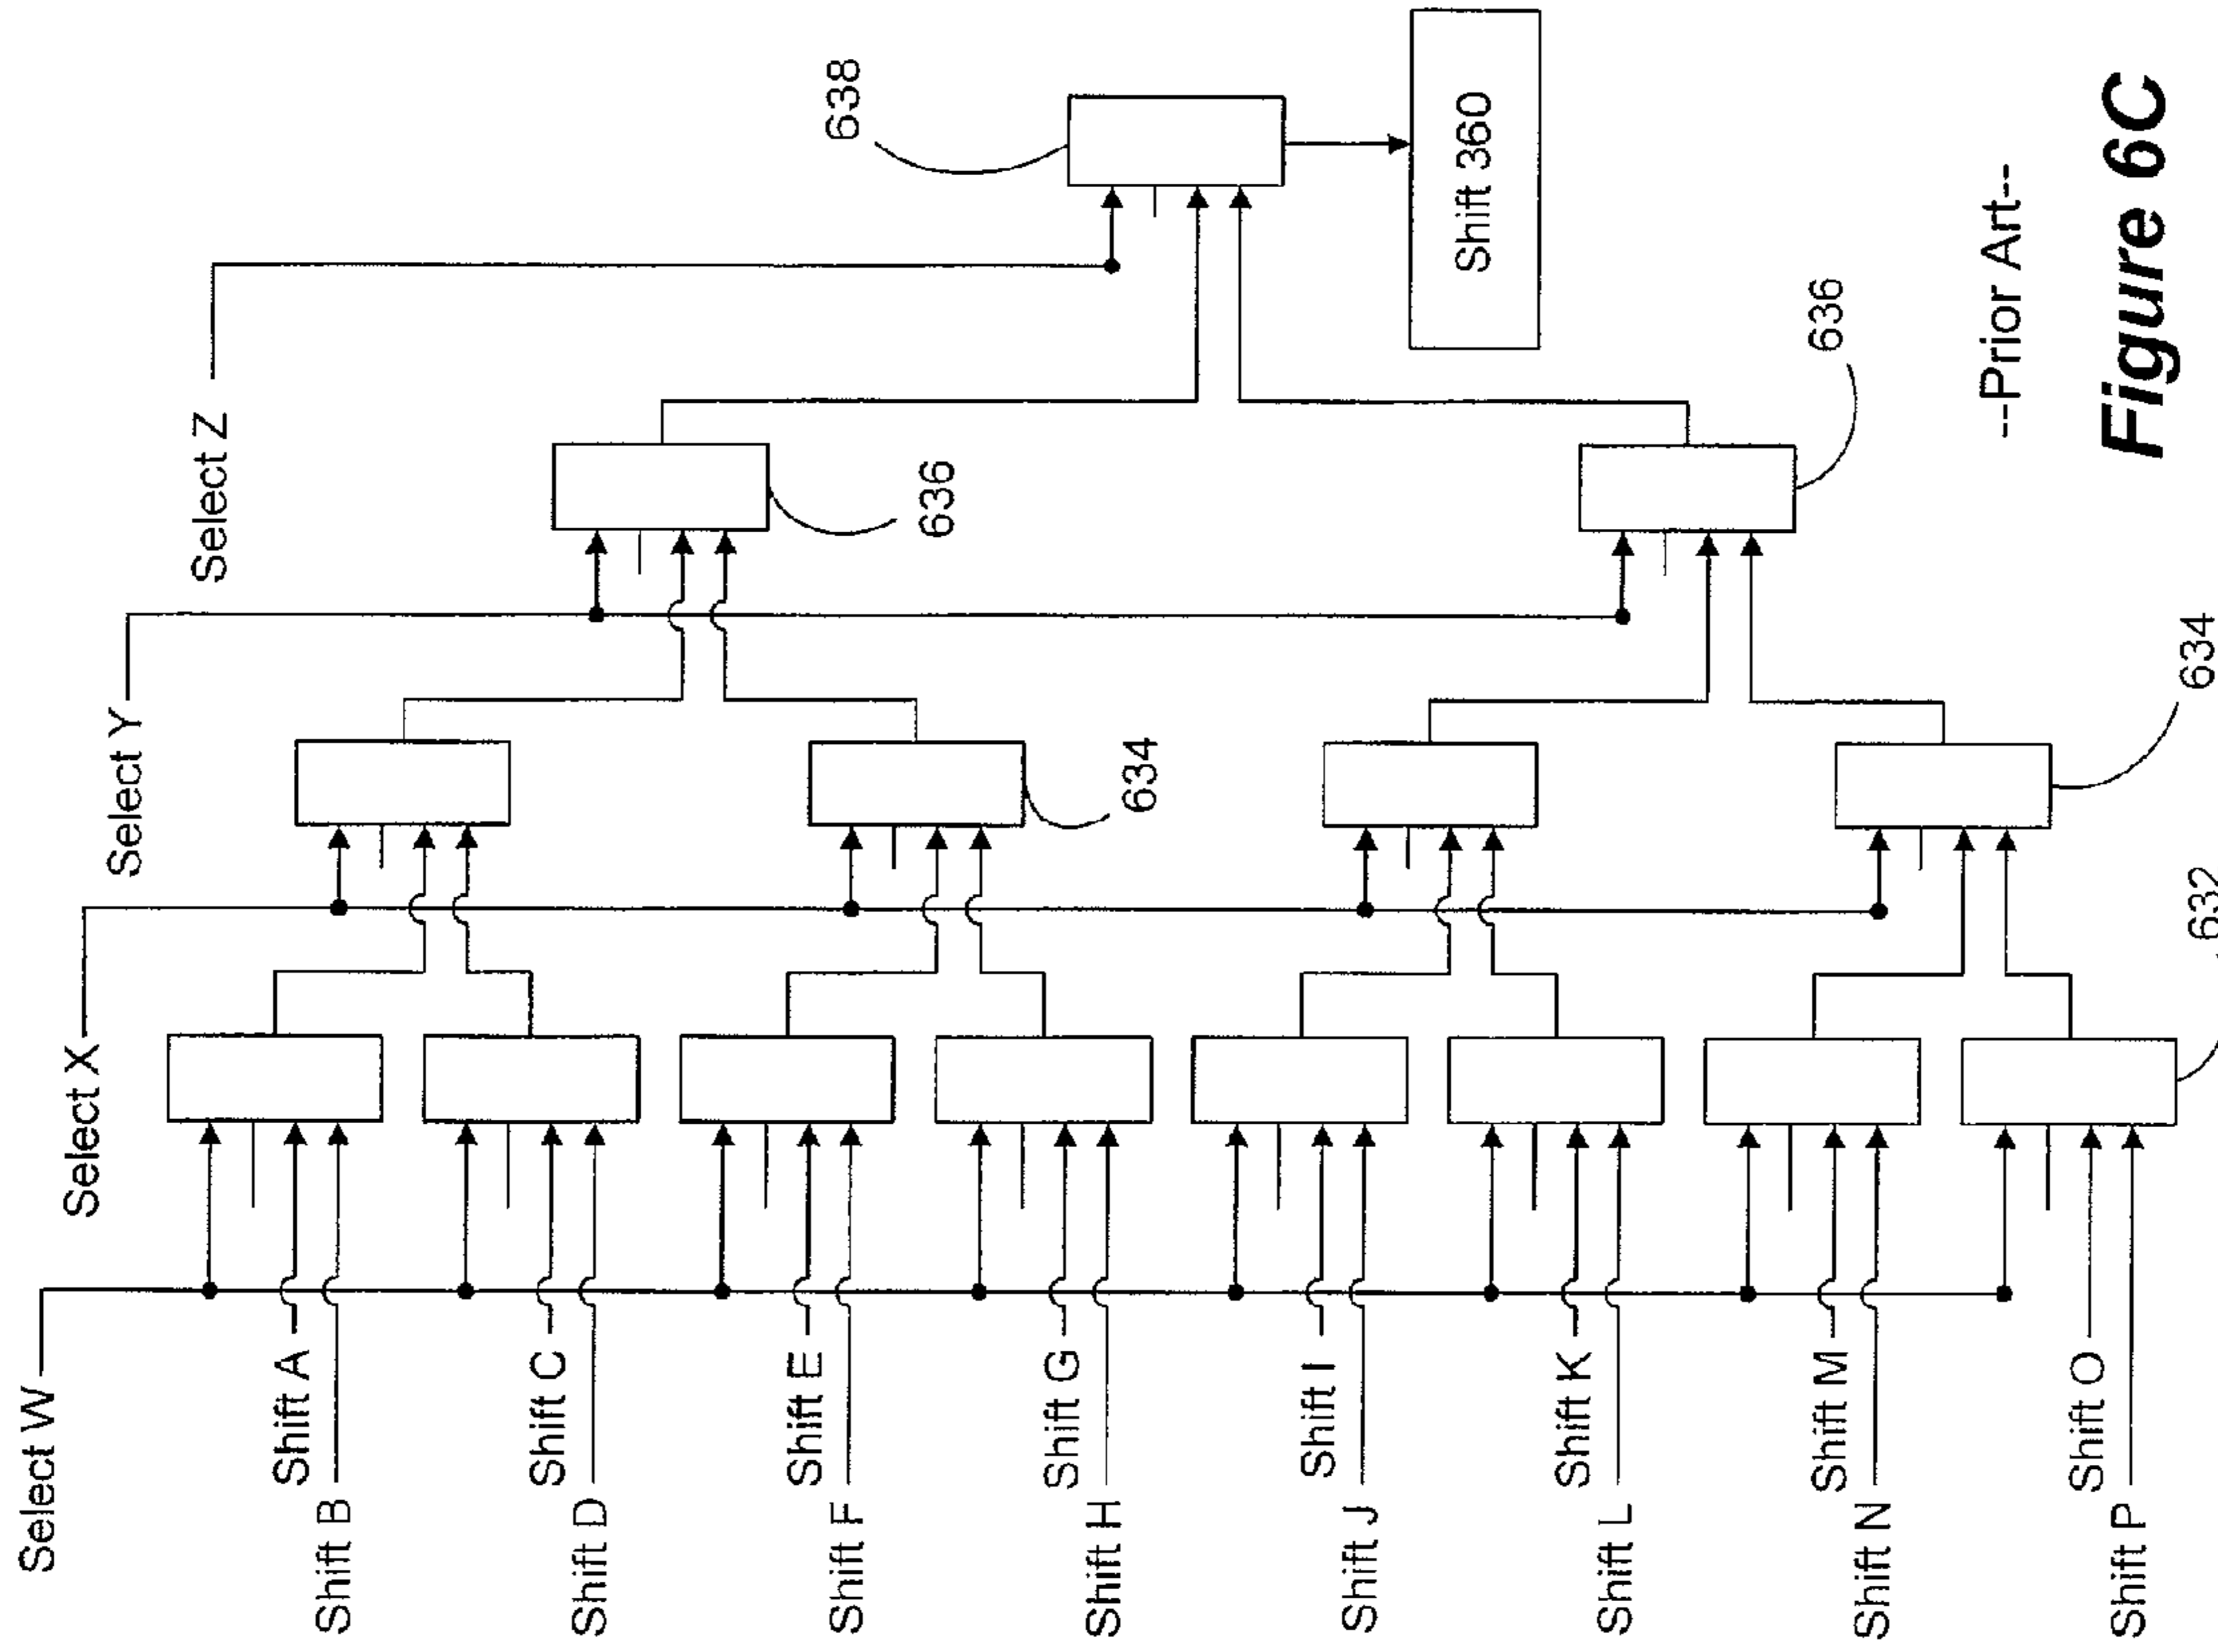 Select W
Shift A
Shift B
Shift C
Shift D
Shift E
Shift F
Shift G
Shift H
Shift I
Shift J
Shift K
Shift L
Shift M
Shift N
Shift O
Shift P
Select X
632
Select Y
634
634
Select Z
636
636
638
Shift 360
--Prior Art--
Figure 6C